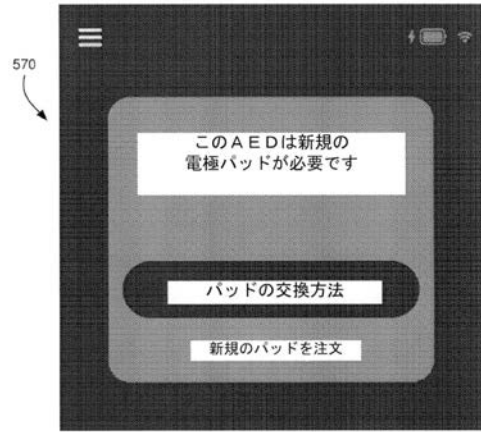 570
このＡＥＤは新規の
電極パッドが必要です
パッドの交換方法
新規のパッドを注文